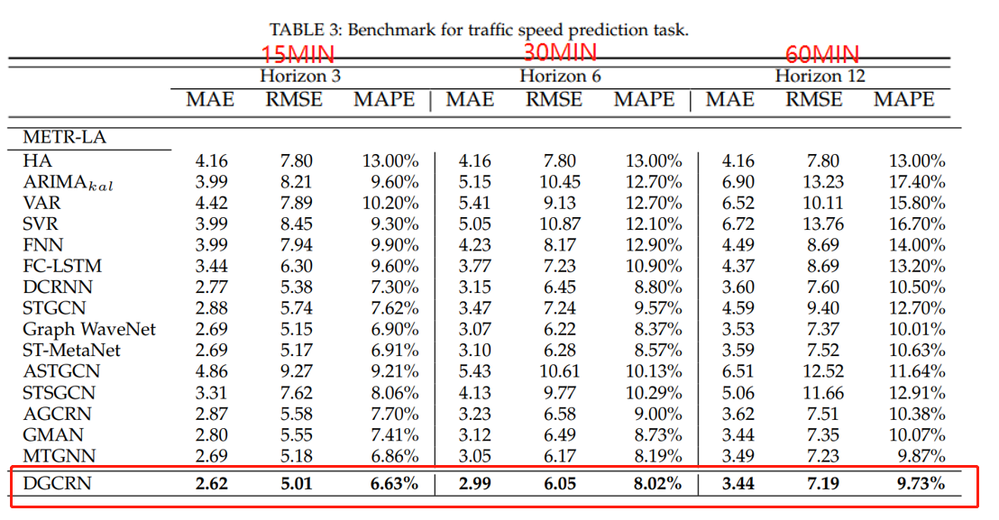 TABLE 3: Benchmark for traffic speed prediction task.
15MIN 30MIN 60MIN
Horizon 3 Horizon 6 Horizon 12
MAE RMSE MAPE MAE RMSE MAPE MAE RMSE MAPE
METR-LA
HA 4.16 7.80 13.00% 4.16 7.80 13.00% 4.16 7.80 13.00%
ARIMAkal 3.99 8.21 9.60% 5.15 10.45 12.70% 6.90 13.23 17.40%
VAR 4.42 7.89 10.20% 5.41 9.13 12.70% 6.52 10.11 15.80%
SVR 3.99 8.45 9.30% 5.05 10.87 12.10% 6.72 13.76 16.70%
FNN 3.99 7.94 9.90% 4.23 8.17 12.90% 4.49 8.69 14.00%
FC-LSTM 3.44 6.30 9.60% 3.77 7.23 10.90% 4.37 8.69 13.20%
DCRNN 2.77 5.38 7.30% 3.15 6.45 8.80% 3.60 7.60 10.50%
STGCN 2.88 5.74 7.62% 3.47 7.24 9.57% 4.59 9.40 12.70%
Graph WaveNet 2.69 5.15 6.90% 3.07 6.22 8.37% 3.53 7.37 10.01%
ST-MetaNet 2.69 5.17 6.91% 3.10 6.28 8.57% 3.59 7.52 10.63%
ASTGCN 4.86 9.27 9.21% 5.43 10.61 10.13% 6.51 12.52 11.64%
STSGCN 3.31 7.62 8.06% 4.13 9.77 10.29% 5.06 11.66 12.91%
AGCRN 2.87 5.58 7.70% 3.23 6.58 9.00% 3.62 7.51 10.38%
GMAN 2.80 5.55 7.41% 3.12 6.49 8.73% 3.44 7.35 10.07%
MTGNN 2.69 5.18 6.86% 3.05 6.17 8.19% 3.49 7.23 9.87%
DGCRN 2.62 5.01 6.63% 2.99 6.05 8.02% 3.44 7.19 9.73%